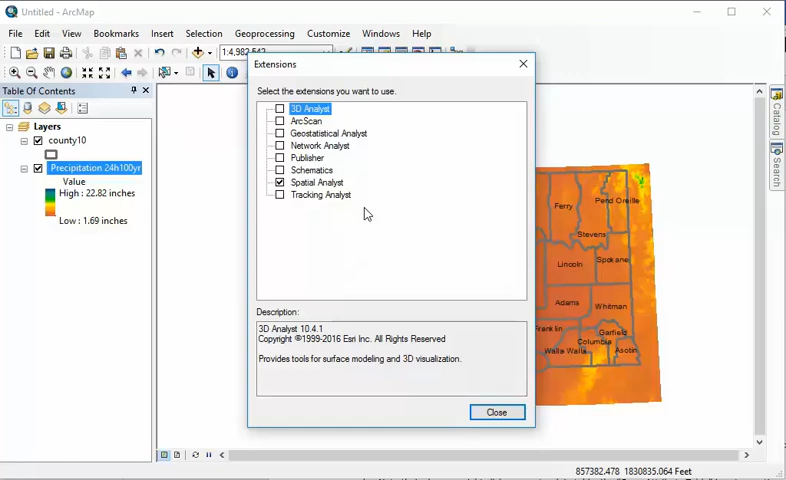 Untitled - ArcMap
File Edit View Bookmarks Insert Selection Geoprocessing Customize Windows Help
1:4,982,542
Extensions
Select the extensions you want to use.
3D Analyst
ArcScan
Geostatistical Analyst
Network Analyst
Publisher
Schematics
Spatial Analyst
Tracking Analyst
Description:
3D Analyst 10.4.1
Copyright ©1999-2016 Esri Inc. All Rights Reserved
Provides tools for surface modeling and 3D visualization.
Close
Table Of Contents
Layers
county10
Precipitation 24h100yr
Value
High : 22.82 inches
Low : 1.69 inches
Ferry
Pend Oreille
Stevens
Lincoln
Spokane
Adams
Whitman
Franklin
Garfield
Columbia
Walla Walla
Asotin
Catalog
Search
857382.478 1830835.064 Feet